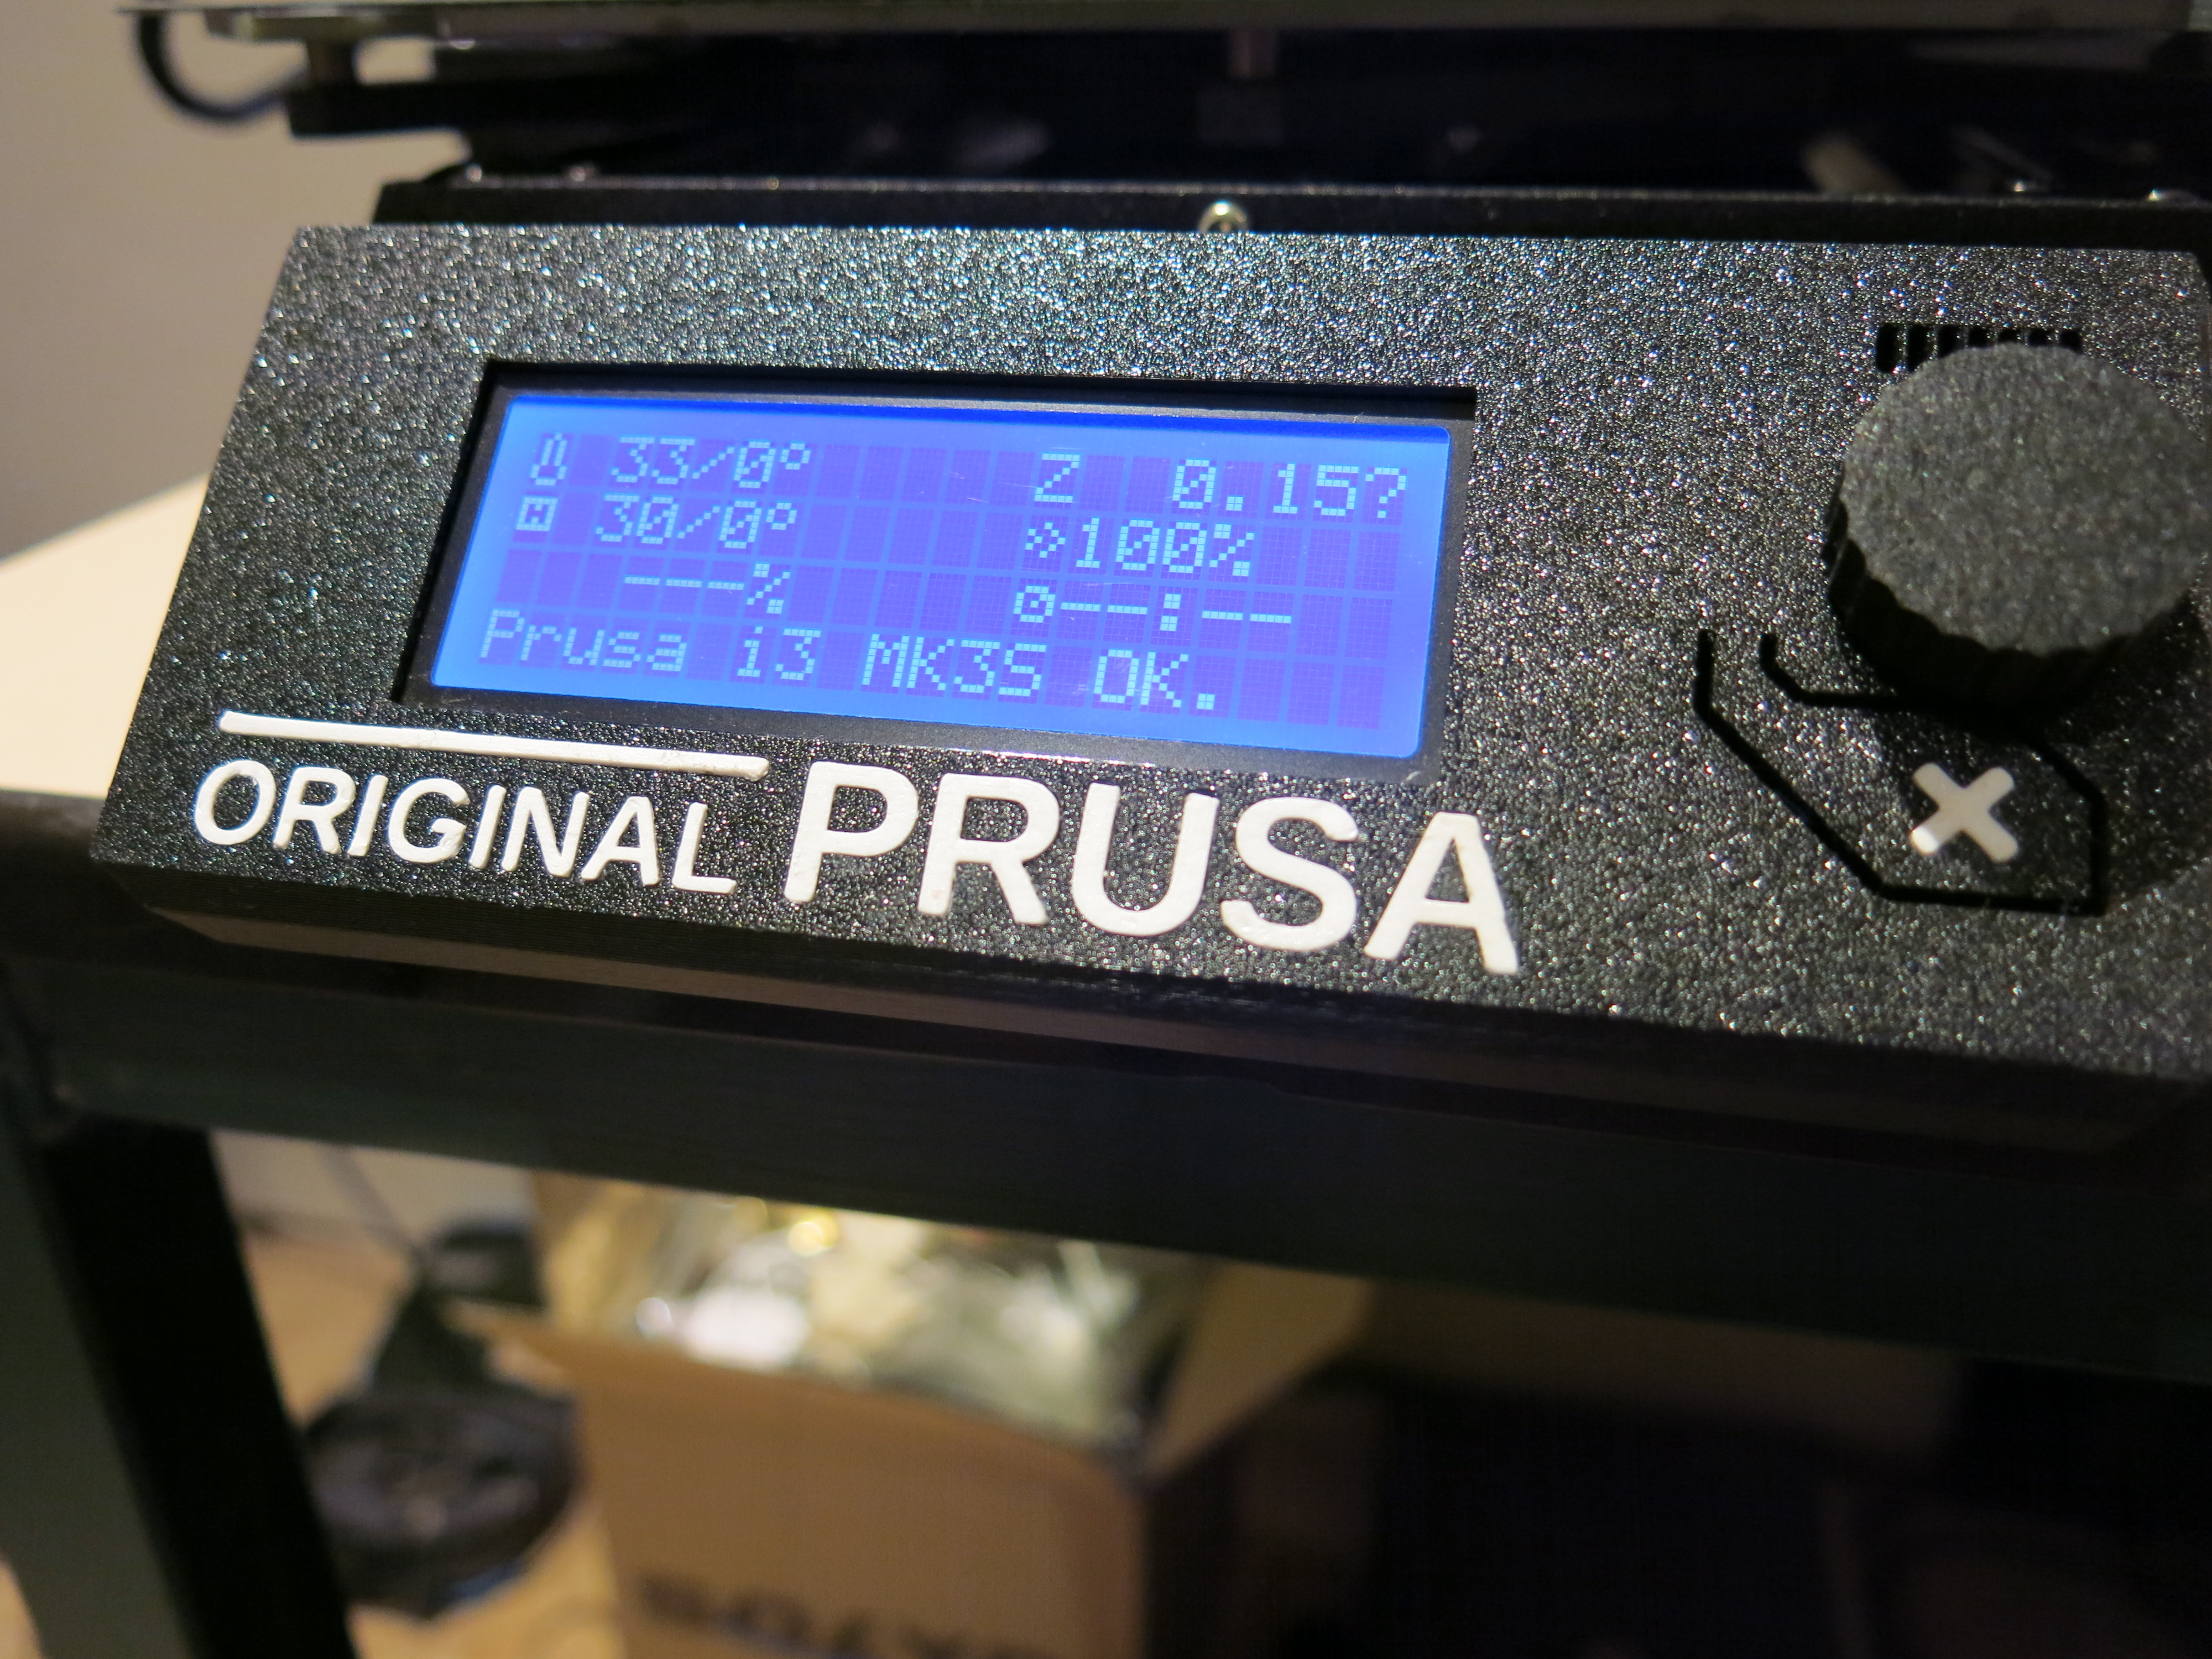 33/0° Z 0.15?
30/0° 100%
---% --:--
Prusa i3 MK3S OK.
ORIGINAL PRUSA